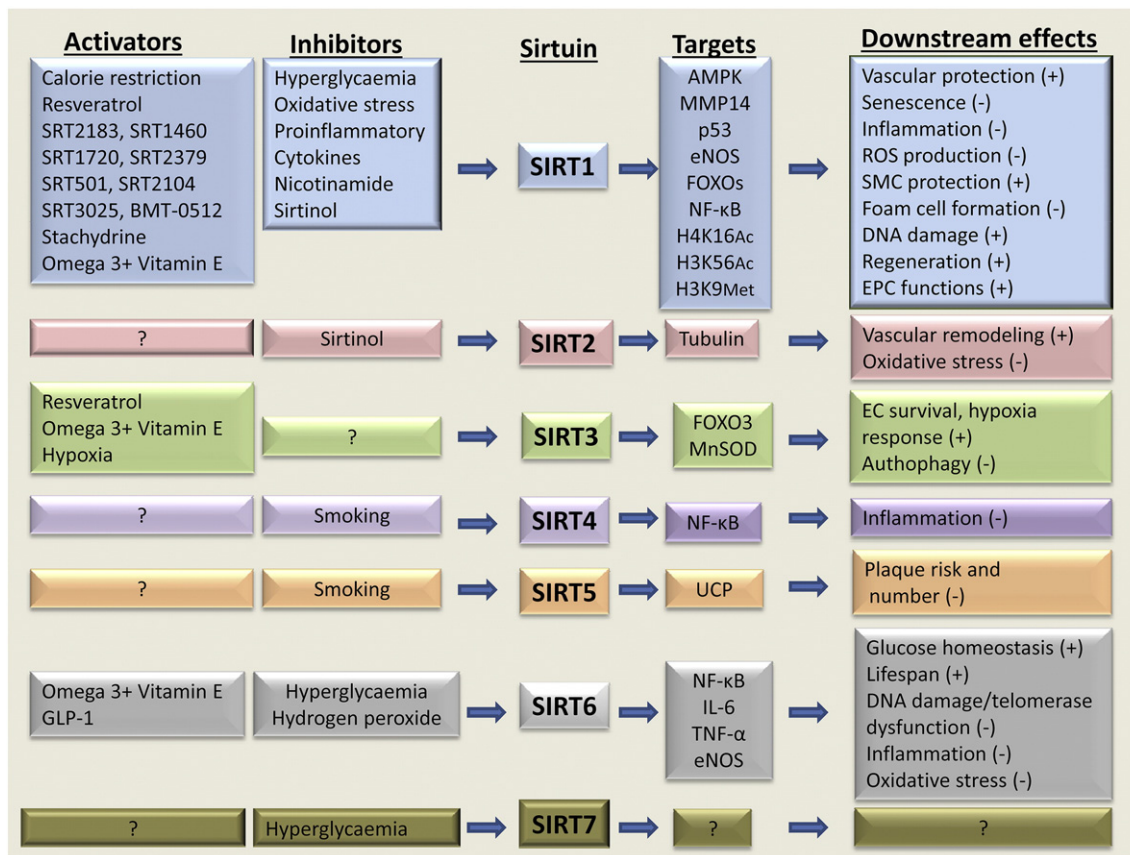 Activators
Inhibitors
Sirtuin
Targets
Downstream effects
Calorie restriction
Resveratrol
SRT2183, SRT1460
SRT1720, SRT2379
SRT501, SRT2104
SRT3025, BMT-0512
Stachydrine
Omega 3+ Vitamin E
Hyperglycaemia
Oxidative stress
Proinflammatory
Cytokines
Nicotinamide
Sirtinol
SIRT1
AMPK
MMP14
p53
eNOS
FOXOs
NF-κB
H4K16Ac
H3K56Ac
H3K9Met
Vascular protection (+)
Senescence (-)
Inflammation (-)
ROS production (-)
SMC protection (+)
Foam cell formation (-)
DNA damage (+)
Regeneration (+)
EPC functions (+)
?
Sirtinol
SIRT2
Tubulin
Vascular remodeling (+)
Oxidative stress (-)
Resveratrol
Omega 3+ Vitamin E
Hypoxia
?
SIRT3
FOXO3
MnSOD
EC survival, hypoxia
response (+)
Authophagy (-)
?
Smoking
SIRT4
NF-κB
Inflammation (-)
?
Smoking
SIRT5
UCP
Plaque risk and
number (-)
Omega 3+ Vitamin E
GLP-1
Hyperglycaemia
Hydrogen peroxide
SIRT6
NF-κB
IL-6
TNF-α
eNOS
Glucose homeostasis (+)
Lifespan (+)
DNA damage/telomerase
dysfunction (-)
Inflammation (-)
Oxidative stress (-)
?
Hyperglycaemia
SIRT7
?
?